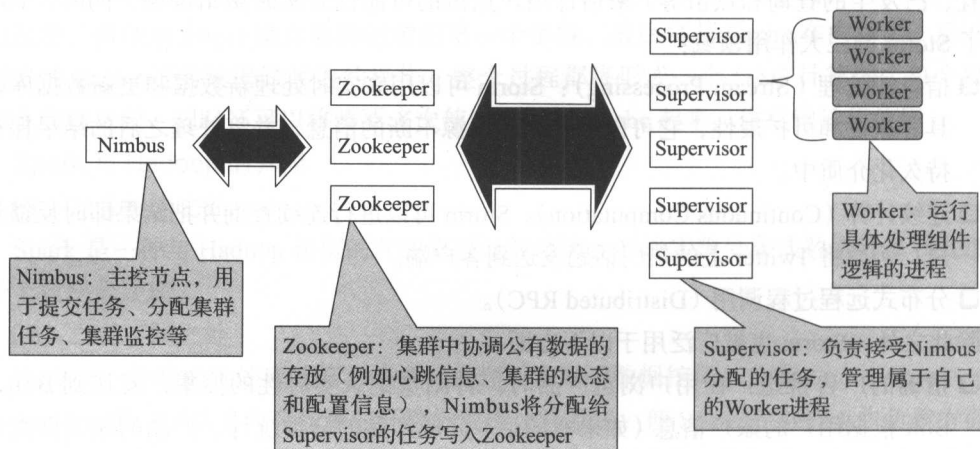 Nimbus
Zookeeper
Zookeeper
Zookeeper
Supervisor
Supervisor
Supervisor
Supervisor
Supervisor
Worker
Worker
Worker
Worker
Nimbus：主控节点，用
于提交任务、分配集群
任务、集群监控等
Zookeeper：集群中协调公有数据的
存放（例如心跳信息、集群的状态
和配置信息），Nimbus将分配给
Supervisor的任务写入Zookeeper
Supervisor：负责接受Nimbus
分配的任务，管理属于自己
的Worker进程
Worker：运行
具体处理组件
逻辑的进程